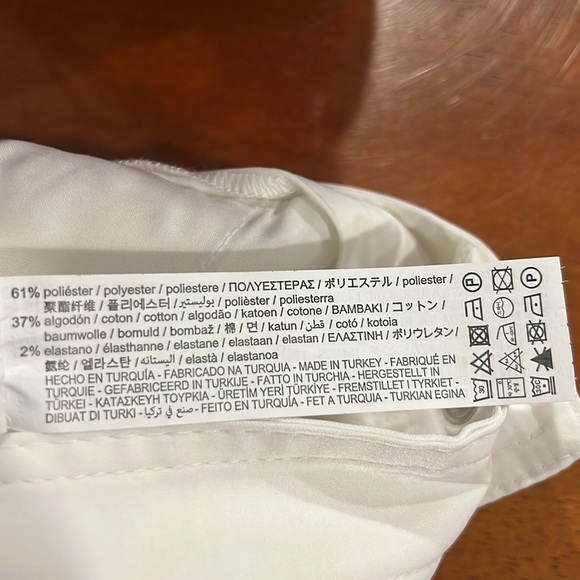 61% poliéster / polyester / poliestere / ΠΟΛΥΕΣΤΕΡΑΣ / ポリエステル / poliester /
聚酯纤维 / 폴리에스터 / بوليستير / polièster / poliesterra
37% algodón / coton / cotton / algodão / katoen / cotone / BAMBAKI / コットン /
baumwolle / bomuld / bombaž / 棉 / 면 / katun / قطن / cotó / kotoia
2% elastano / élasthanne / elastane / elastaan / elastan / ΕΛΑΣΤΙΝΗ / ポリウレタン /
氨纶 / 엘라스탄 / اليستانه / elastà / elastanoa
HECHO EN TURQUÍA - FABRICADO NA TURQUIA - MADE IN TURKEY - FABRIQUÉ EN
TURQUIE - GEFABRICEERD IN TURKIJE - FATTO IN TURCHIA - HERGESTELLT IN
TÜRKEI - ΚΑΤΑΣΚΕΥΗ ΤΟΥΡΚΙΑ - ÜRETİM YERİ TÜRKİYE - FREMSTILLET I TYRKIET -
DIBUAT DI TURKI - صنع في تركيا - FEITO EN TURQUÍA - FET A TURQUIA - TURKIAN EGINA
P
P